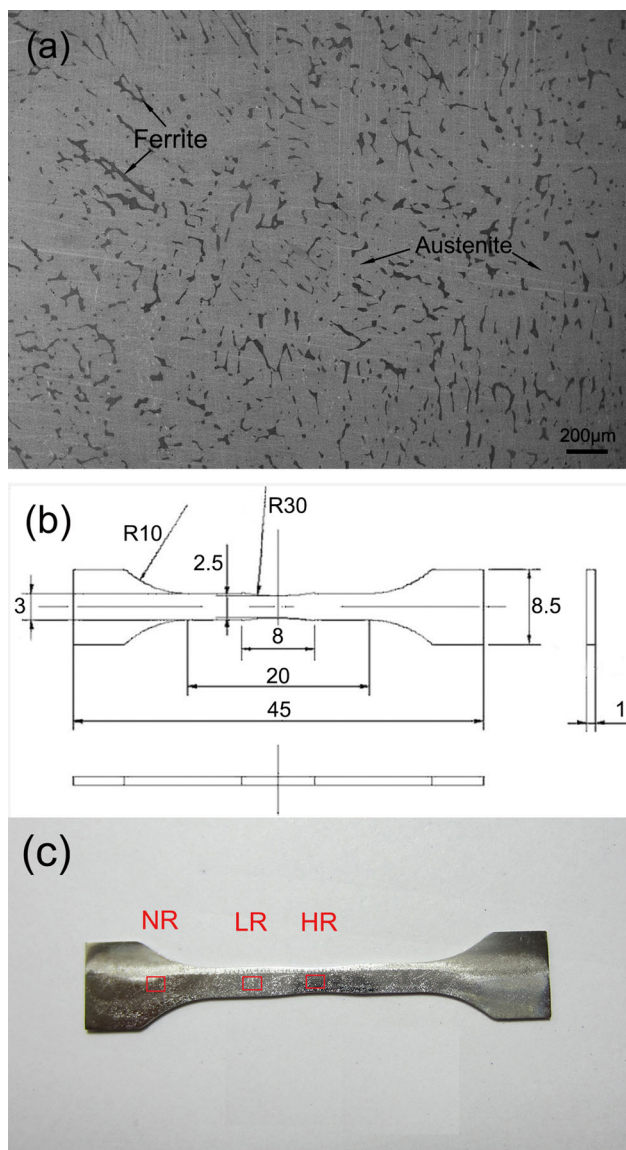 (a)
Ferrite
Austenite
200μm
(b)
R30
R10
2.5
3
8.5
8
20
45
1
(c)
NR LR HR